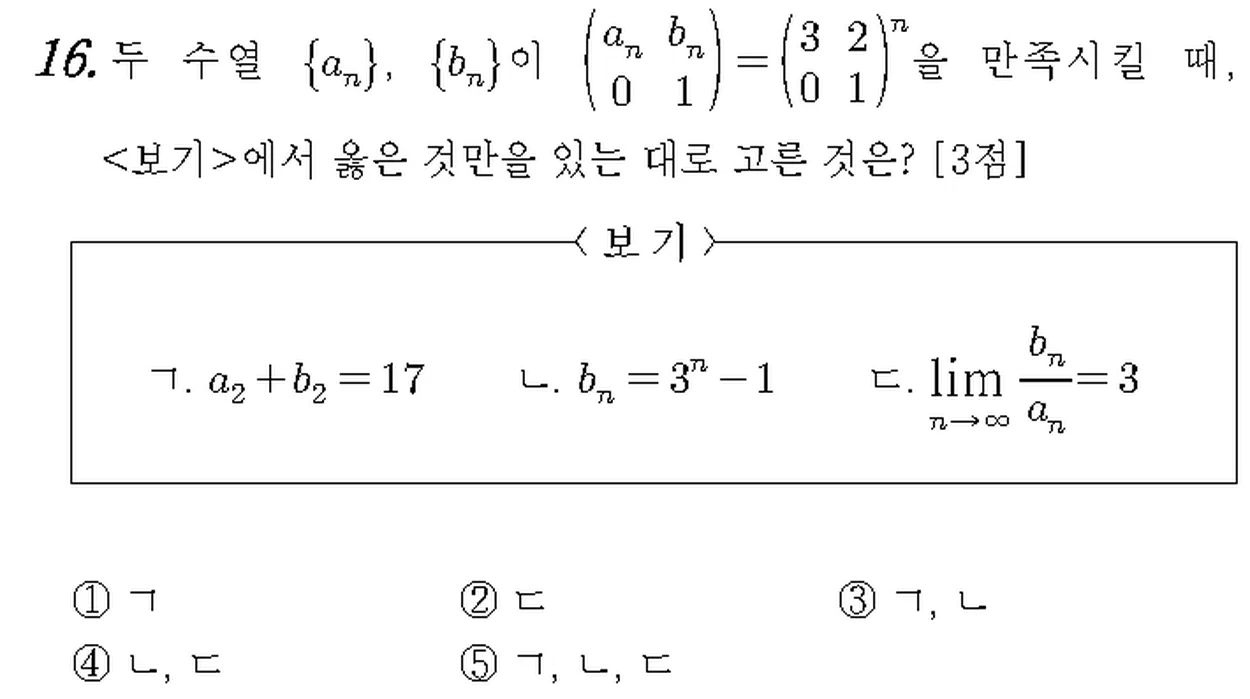 16. 두 수열 {aₙ}, {bₙ}이 (aₙ bₙ; 0 1) = (3 2; 0 1)ⁿ을 만족시킬 때,
<보기>에서 옳은 것만을 있는 대로 고른 것은? [3점]
〈 보 기 〉
ㄱ. a₂+b₂=17 ㄴ. bₙ=3ⁿ-1 ㄷ. lim n→∞ bₙ/aₙ=3
① ㄱ ② ㄷ ③ ㄱ, ㄴ
④ ㄴ, ㄷ ⑤ ㄱ, ㄴ, ㄷ